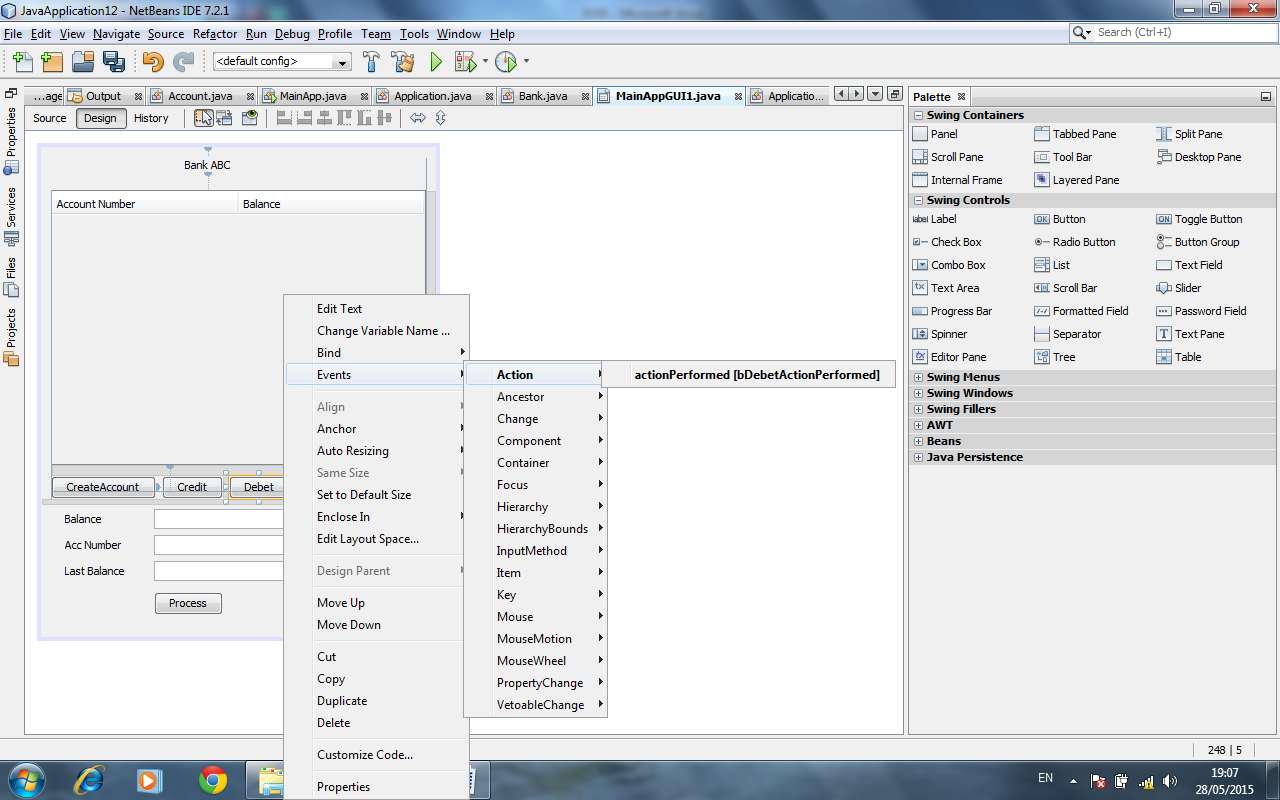 JavaApplication12 - NetBeans IDE 7.2.1
File Edit View Navigate Source Refactor Run Debug Profile Team Tools Window Help
Search (Ctrl+I)
<default config>
...age Output Account.java MainApp.java Application.java Bank.java MainAppGUI1.java Applicatio...
Source Design History
Properties
Services
Files
Projects
Bank ABC
Account Number Balance
CreateAccount Credit Debet
Balance
Acc Number
Last Balance
Process
Edit Text
Change Variable Name ...
Bind
Events
Align
Anchor
Auto Resizing
Same Size
Set to Default Size
Enclose In
Edit Layout Space...
Design Parent
Move Up
Move Down
Cut
Copy
Duplicate
Delete
Customize Code...
Properties
Action
Ancestor
Change
Component
Container
Focus
Hierarchy
HierarchyBounds
InputMethod
Item
Key
Mouse
MouseMotion
MouseWheel
PropertyChange
VetoableChange
actionPerformed [bDebetActionPerformed]
Palette
Swing Containers
Panel Tabbed Pane Split Pane
Scroll Pane Tool Bar Desktop Pane
Internal Frame Layered Pane
Swing Controls
label Label OK Button ON Toggle Button
Check Box Radio Button Button Group
Combo Box List Text Field
Text Area Scroll Bar Slider
Progress Bar Formatted Field Password Field
Spinner Separator T Text Pane
Editor Pane Tree Table
Swing Menus
Swing Windows
Swing Fillers
AWT
Beans
Java Persistence
248 | 5
EN
19:07
28/05/2015